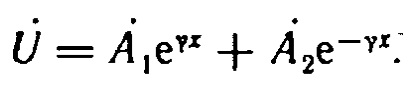 U̇ = Ȧ₁e^{γx} + Ȧ₂e^{−γx}.